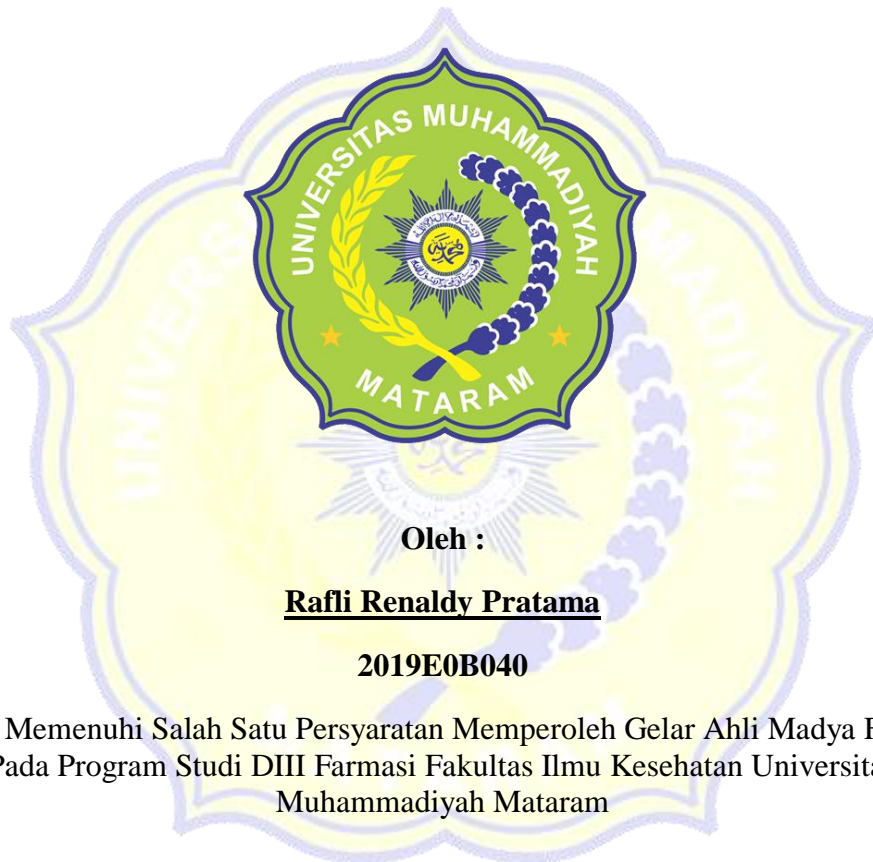 UNIVERSITAS MUHAMMADIYAH
MATARAM
Oleh :
Rafli Renaldy Pratama
2019E0B040
Memenuhi Salah Satu Persyaratan Memperoleh Gelar Ahli Madya F
Pada Program Studi DIII Farmasi Fakultas Ilmu Kesehatan Universita
Muhammadiyah Mataram